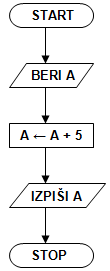 START
BERI A
A ← A + 5
IZPIŠI A
STOP